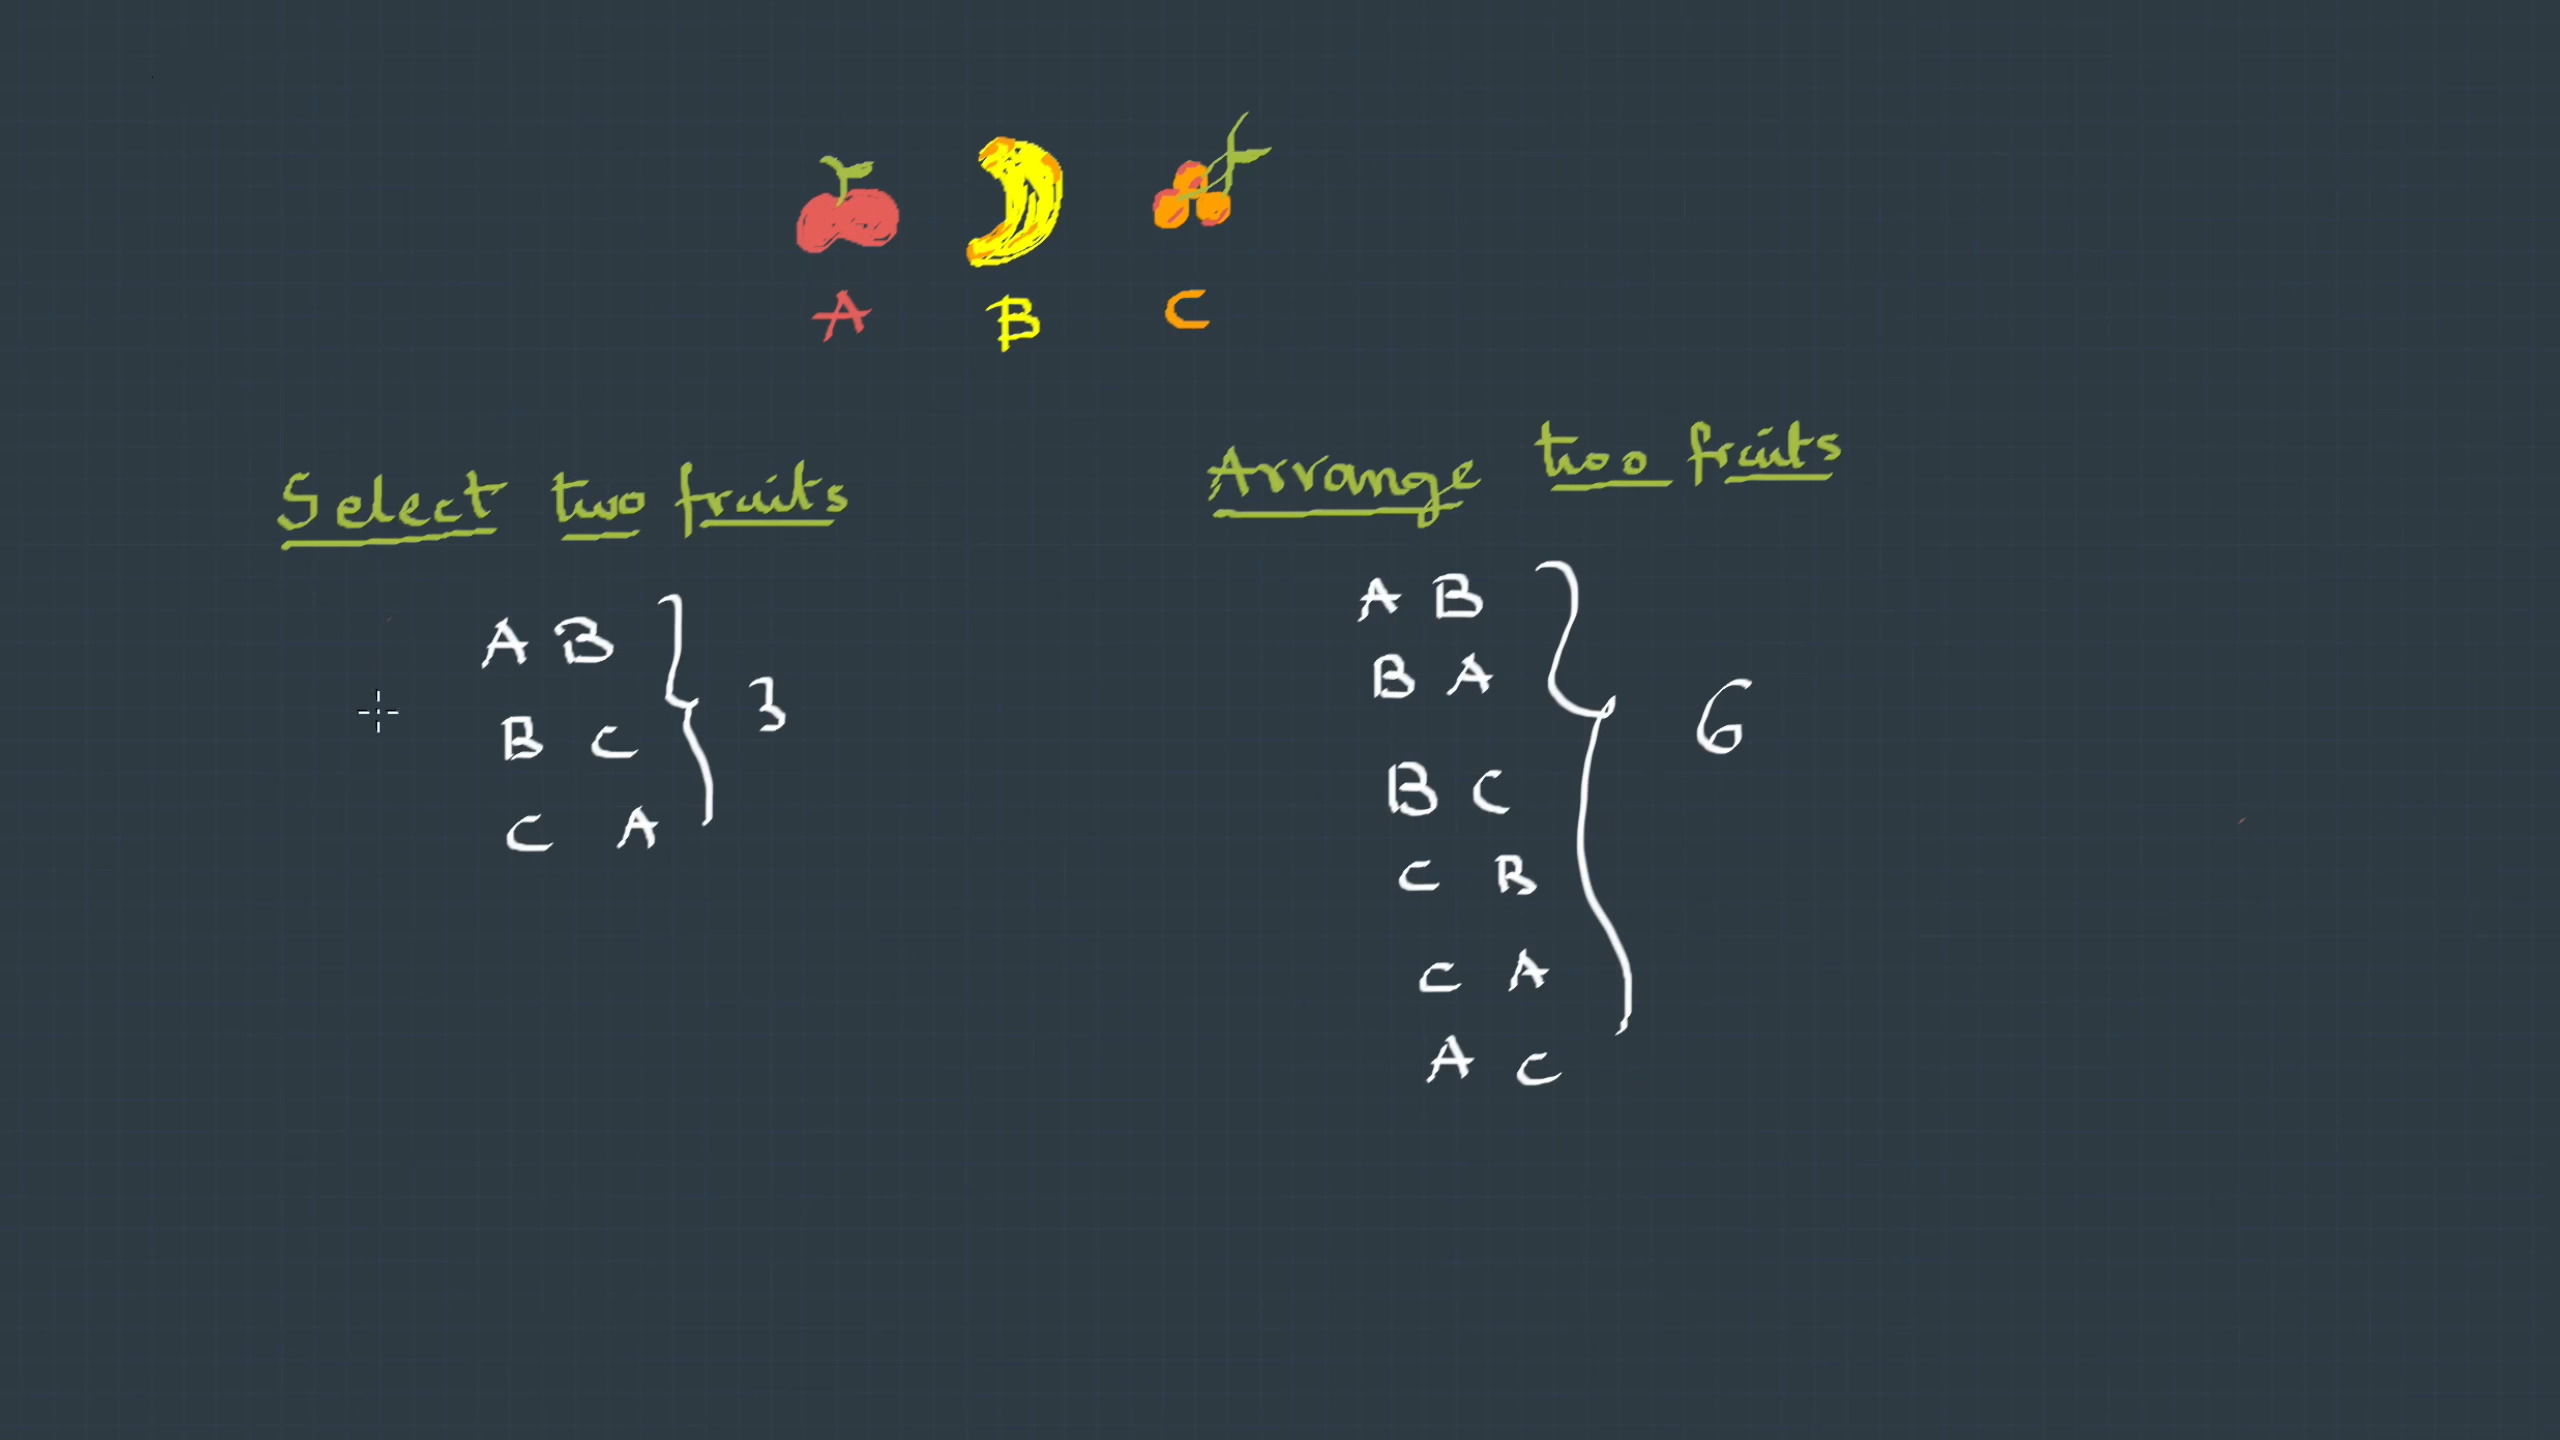 A B C
Select two fruits
A B
B C
C A
3
Arrange two fruits
A B
B A
B C
C B
C A
A C
6